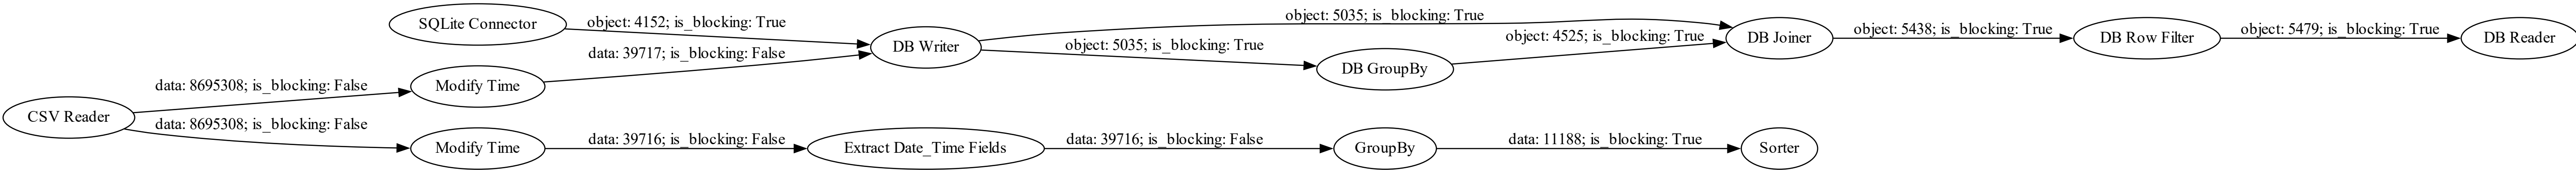 SQLite Connector
object: 4152; is_blocking: True
DB Writer
object: 5035; is_blocking: True
object: 5035; is_blocking: True
DB GroupBy
object: 4525; is_blocking: True
DB Joiner
object: 5438; is_blocking: True
DB Row Filter
object: 5479; is_blocking: True
DB Reader
data: 39717; is_blocking: False
CSV Reader
data: 8695308; is_blocking: False
Modify Time
data: 8695308; is_blocking: False
Modify Time
data: 39716; is_blocking: False
Extract Date_Time Fields
data: 39716; is_blocking: False
GroupBy
data: 11188; is_blocking: True
Sorter